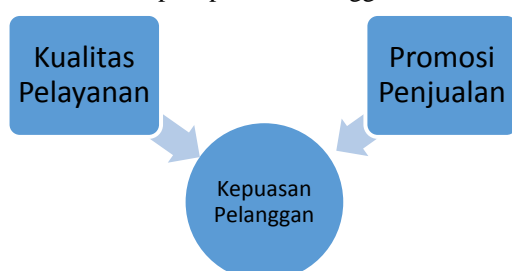 Kualitas
Pelayanan
Promosi
Penjualan
Kepuasan
Pelanggan